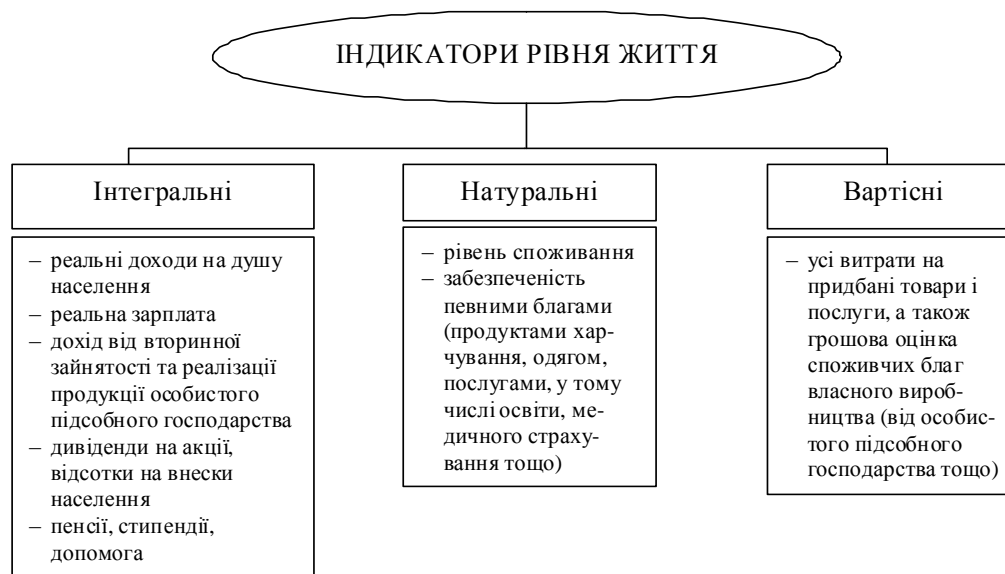 ІНДИКАТОРИ РІВНЯ ЖИТТЯ
Інтегральні
– реальні доходи на душу
населення
– реальна зарплата
– дохід від вторинної
зайнятості та реалізації
продукції особистого
підсобного господарства
– дивіденди на акції,
відсотки на внески
населення
– пенсії, стипендії,
допомога
Натуральні
– рівень споживання
– забезпеченість
певними благами
(продуктами хар-
чування, одягом,
послугами, у тому
числі освіти, ме-
дичного страху-
вання тощо)
Вартісні
– усі витрати на
придбані товари і
послуги, а також
грошова оцінка
споживчих благ
власного вироб-
ництва (від особис-
того підсобного
господарства тощо)